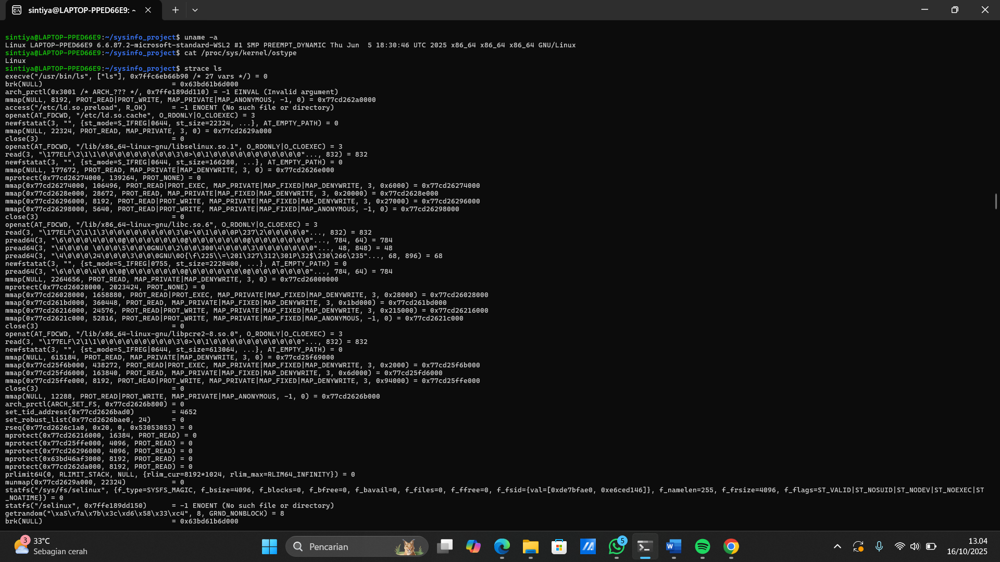 sintiya@LAPTOP-PPED66E9: ~
sintiya@LAPTOP-PPED66E9:~/sysinfo_project$ uname -a
Linux LAPTOP-PPED66E9 6.6.87.2-microsoft-standard-WSL2 #1 SMP PREEMPT_DYNAMIC Thu Jun  5 18:30:46 UTC 2025 x86_64 x86_64 x86_64 GNU/Linux
sintiya@LAPTOP-PPED66E9:~/sysinfo_project$ cat /proc/sys/kernel/ostype
Linux
sintiya@LAPTOP-PPED66E9:~/sysinfo_project$ strace ls
execve("/usr/bin/ls", ["ls"], 0x7ffc6eb66b90 /* 27 vars */) = 0
brk(NULL)                               = 0x63bd61b6d000
arch_prctl(0x3001 /* ARCH_??? */, 0x7ffe189dd110) = -1 EINVAL (Invalid argument)
mmap(NULL, 8192, PROT_READ|PROT_WRITE, MAP_PRIVATE|MAP_ANONYMOUS, -1, 0) = 0x77cd262a0000
access("/etc/ld.so.preload", R_OK)      = -1 ENOENT (No such file or directory)
openat(AT_FDCWD, "/etc/ld.so.cache", O_RDONLY|O_CLOEXEC) = 3
newfstatat(3, "", {st_mode=S_IFREG|0644, st_size=22324, ...}, AT_EMPTY_PATH) = 0
mmap(NULL, 22324, PROT_READ, MAP_PRIVATE, 3, 0) = 0x77cd2629a000
close(3)                                = 0
openat(AT_FDCWD, "/lib/x86_64-linux-gnu/libselinux.so.1", O_RDONLY|O_CLOEXEC) = 3
read(3, "\177ELF\2\1\1\0\0\0\0\0\0\0\0\0\3\0>\0\1\0\0\0\0\0\0\0\0\0\0\0"..., 832) = 832
newfstatat(3, "", {st_mode=S_IFREG|0644, st_size=166280, ...}, AT_EMPTY_PATH) = 0
mmap(NULL, 177672, PROT_READ, MAP_PRIVATE|MAP_DENYWRITE, 3, 0) = 0x77cd2626e000
mprotect(0x77cd26274000, 139264, PROT_NONE) = 0
mmap(0x77cd26274000, 106496, PROT_READ|PROT_EXEC, MAP_PRIVATE|MAP_FIXED|MAP_DENYWRITE, 3, 0x6000) = 0x77cd26274000
mmap(0x77cd2628e000, 28672, PROT_READ, MAP_PRIVATE|MAP_FIXED|MAP_DENYWRITE, 3, 0x20000) = 0x77cd2628e000
mmap(0x77cd26296000, 8192, PROT_READ|PROT_WRITE, MAP_PRIVATE|MAP_FIXED|MAP_DENYWRITE, 3, 0x27000) = 0x77cd26296000
mmap(0x77cd26298000, 5640, PROT_READ|PROT_WRITE, MAP_PRIVATE|MAP_FIXED|MAP_ANONYMOUS, -1, 0) = 0x77cd26298000
close(3)                                = 0
openat(AT_FDCWD, "/lib/x86_64-linux-gnu/libc.so.6", O_RDONLY|O_CLOEXEC) = 3
read(3, "\177ELF\2\1\1\3\0\0\0\0\0\0\0\0\3\0>\0\1\0\0\0P\237\2\0\0\0\0\0"..., 832) = 832
pread64(3, "\6\0\0\0\4\0\0\0@\0\0\0\0\0\0\0@\0\0\0\0\0\0\0@\0\0\0\0\0\0\0"..., 784, 64) = 784
pread64(3, "\4\0\0\0 \0\0\0\5\0\0\0GNU\0\2\0\0\300\4\0\0\0\3\0\0\0\0\0\0\0"..., 48, 848) = 48
pread64(3, "\4\0\0\0\24\0\0\0\3\0\0\0GNU\0O{\f\225\\=\201\327\312\301P\32$\230\266\235"..., 68, 896) = 68
newfstatat(3, "", {st_mode=S_IFREG|0755, st_size=2220400, ...}, AT_EMPTY_PATH) = 0
pread64(3, "\6\0\0\0\4\0\0\0@\0\0\0\0\0\0\0@\0\0\0\0\0\0\0@\0\0\0\0\0\0\0"..., 784, 64) = 784
mmap(NULL, 2264656, PROT_READ, MAP_PRIVATE|MAP_DENYWRITE, 3, 0) = 0x77cd26000000
mprotect(0x77cd26028000, 2023424, PROT_NONE) = 0
mmap(0x77cd26028000, 1658880, PROT_READ|PROT_EXEC, MAP_PRIVATE|MAP_FIXED|MAP_DENYWRITE, 3, 0x28000) = 0x77cd26028000
mmap(0x77cd261bd000, 360448, PROT_READ, MAP_PRIVATE|MAP_FIXED|MAP_DENYWRITE, 3, 0x1bd000) = 0x77cd261bd000
mmap(0x77cd26216000, 24576, PROT_READ|PROT_WRITE, MAP_PRIVATE|MAP_FIXED|MAP_DENYWRITE, 3, 0x215000) = 0x77cd26216000
mmap(0x77cd2621c000, 52816, PROT_READ|PROT_WRITE, MAP_PRIVATE|MAP_FIXED|MAP_ANONYMOUS, -1, 0) = 0x77cd2621c000
close(3)                                = 0
openat(AT_FDCWD, "/lib/x86_64-linux-gnu/libpcre2-8.so.0", O_RDONLY|O_CLOEXEC) = 3
read(3, "\177ELF\2\1\1\0\0\0\0\0\0\0\0\0\3\0>\0\1\0\0\0\0\0\0\0\0\0\0\0"..., 832) = 832
newfstatat(3, "", {st_mode=S_IFREG|0644, st_size=613064, ...}, AT_EMPTY_PATH) = 0
mmap(NULL, 615184, PROT_READ, MAP_PRIVATE|MAP_DENYWRITE, 3, 0) = 0x77cd25f69000
mmap(0x77cd25f6b000, 438272, PROT_READ|PROT_EXEC, MAP_PRIVATE|MAP_FIXED|MAP_DENYWRITE, 3, 0x2000) = 0x77cd25f6b000
mmap(0x77cd25fd6000, 163840, PROT_READ, MAP_PRIVATE|MAP_FIXED|MAP_DENYWRITE, 3, 0x6d000) = 0x77cd25fd6000
mmap(0x77cd25ffe000, 8192, PROT_READ|PROT_WRITE, MAP_PRIVATE|MAP_FIXED|MAP_DENYWRITE, 3, 0x94000) = 0x77cd25ffe000
close(3)                                = 0
mmap(NULL, 12288, PROT_READ|PROT_WRITE, MAP_PRIVATE|MAP_ANONYMOUS, -1, 0) = 0x77cd2626b000
arch_prctl(ARCH_SET_FS, 0x77cd2626b800) = 0
set_tid_address(0x77cd2626bad0)         = 4652
set_robust_list(0x77cd2626bae0, 24)     = 0
rseq(0x77cd2626c1a0, 0x20, 0, 0x53053053) = 0
mprotect(0x77cd26216000, 16384, PROT_READ) = 0
mprotect(0x77cd25ffe000, 4096, PROT_READ) = 0
mprotect(0x77cd26296000, 4096, PROT_READ) = 0
mprotect(0x63bd46af3000, 8192, PROT_READ) = 0
mprotect(0x77cd262da000, 8192, PROT_READ) = 0
prlimit64(0, RLIMIT_STACK, NULL, {rlim_cur=8192*1024, rlim_max=RLIM64_INFINITY}) = 0
munmap(0x77cd2629a000, 22324)           = 0
statfs("/sys/fs/selinux", {f_type=SYSFS_MAGIC, f_bsize=4096, f_blocks=0, f_bfree=0, f_bavail=0, f_files=0, f_ffree=0, f_fsid={val=[0xde7bfae0, 0xe6ced146]}, f_namelen=255, f_frsize=4096, f_flags=ST_VALID|ST_NOSUID|ST_NODEV|ST_NOEXEC|ST
_NOATIME}) = 0
statfs("/selinux", 0x7ffe189dd150)      = -1 ENOENT (No such file or directory)
getrandom("\xa5\x7a\x7b\x3c\xd6\x58\x33\xc4", 8, GRND_NONBLOCK) = 8
brk(NULL)                               = 0x63bd61b6d000
3
33°C
Sebagian cerah
Pencarian
5
13.04
16/10/2025